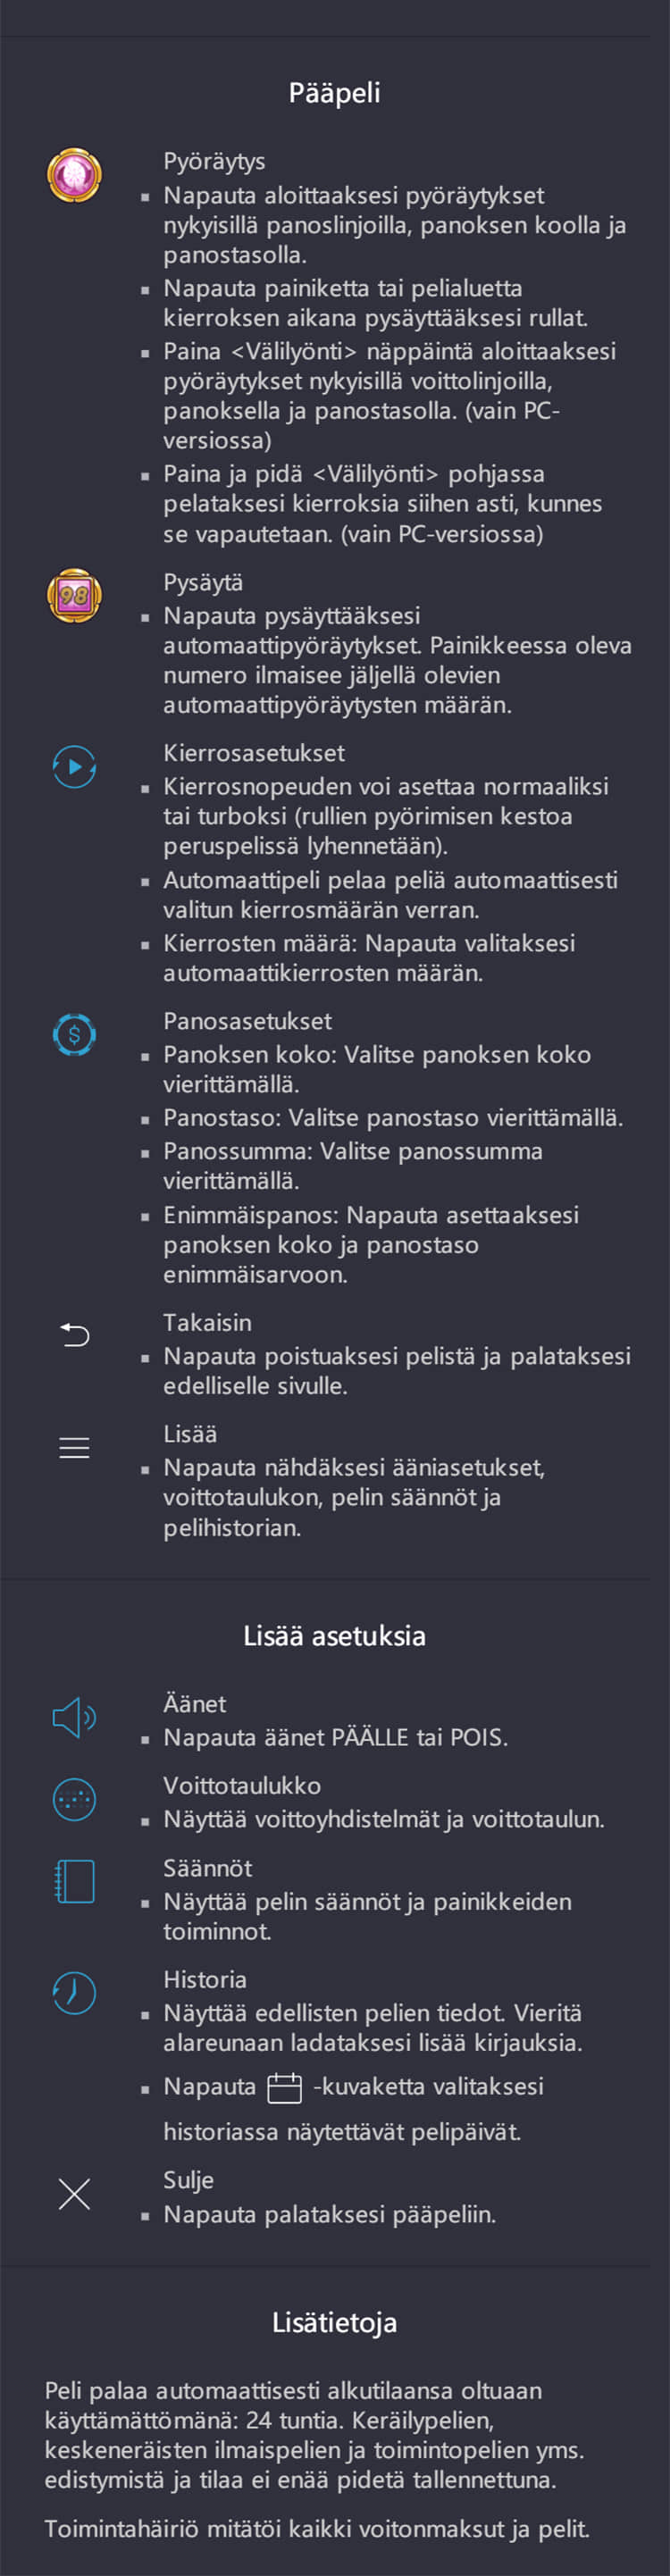 Pääpeli
Pyöräytys
▪ Napauta aloittaaksesi pyöräytykset
nykyisillä panoslinjoilla, panoksen koolla ja
panostasolla.
▪ Napauta painiketta tai pelialuetta
kierroksen aikana pysäyttääksesi rullat.
▪ Paina <Välilyönti> näppäintä aloittaaksesi
pyöräytykset nykyisillä voittolinjoilla,
panoksella ja panostasolla. (vain PC-
versiossa)
▪ Paina ja pidä <Välilyönti> pohjassa
pelataksesi kierroksia siihen asti, kunnes
se vapautetaan. (vain PC-versiossa)
98
Pysäytä
▪ Napauta pysäyttääksesi
automaattipyöräytykset. Painikkeessa oleva
numero ilmaisee jäljellä olevien
automaattipyöräytysten määrän.
Kierrosasetukset
▪ Kierrosnopeuden voi asettaa normaaliksi
tai turboksi (rullien pyörimisen kestoa
peruspelissä lyhennetään).
▪ Automaattipeli pelaa peliä automaattisesti
valitun kierrosmäärän verran.
▪ Kierrosten määrä: Napauta valitaksesi
automaattikierrosten määrän.
$
Panosasetukset
▪ Panoksen koko: Valitse panoksen koko
vierittämällä.
▪ Panostaso: Valitse panostaso vierittämällä.
▪ Panossumma: Valitse panossumma
vierittämällä.
▪ Enimmäispanos: Napauta asettaaksesi
panoksen koko ja panostaso
enimmäisarvoon.
Takaisin
▪ Napauta poistuaksesi pelistä ja palataksesi
edelliselle sivulle.
Lisää
▪ Napauta nähdäksesi ääniasetukset,
voittotaulukon, pelin säännöt ja
pelihistorian.
Lisää asetuksia
Äänet
▪ Napauta äänet PÄÄLLE tai POIS.
Voittotaulukko
▪ Näyttää voittoyhdistelmät ja voittotaulun.
Säännöt
▪ Näyttää pelin säännöt ja painikkeiden
toiminnot.
Historia
▪ Näyttää edellisten pelien tiedot. Vieritä
alareunaan ladataksesi lisää kirjauksia.
▪ Napauta -kuvaketta valitaksesi
historiassa näytettävät pelipäivät.
Sulje
▪ Napauta palataksesi pääpeliin.
Lisätietoja
Peli palaa automaattisesti alkutilaansa oltuaan
käyttämättömänä: 24 tuntia. Keräilypelien,
keskeneräisten ilmaispelien ja toimintopelien yms.
edistymistä ja tilaa ei enää pidetä tallennettuna.
Toimintahäiriö mitätöi kaikki voitonmaksut ja pelit.